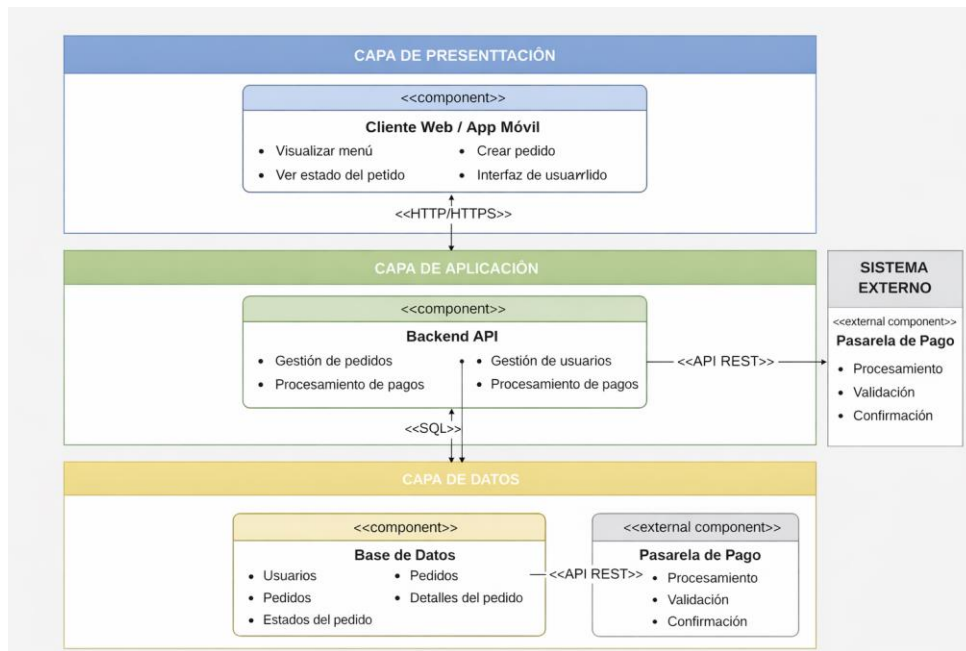 CAPA DE PRESENTTACIÓN
<<component>>
Cliente Web / App Móvil
• Visualizar menú
• Crear pedido
• Ver estado del petido
• Interfaz de usuarrlido
<<HTTP/HTTPS>>
CAPA DE APLICACIÓN
<<component>>
Backend API
• Gestión de pedidos
• Gestión de usuarios
• Procesamiento de pagos
• Procesamiento de pagos
<<API REST>>
SISTEMA
EXTERNO
<<external component>>
Pasarela de Pago
• Procesamiento
• Validación
• Confirmación
<<SQL>>
CAPA DE DATOS
<<component>>
Base de Datos
• Usuarios
• Pedidos
• Pedidos
• Detalles del pedido
• Estados del pedido
<<API REST>>
<<external component>>
Pasarela de Pago
• Procesamiento
• Validación
• Confirmación